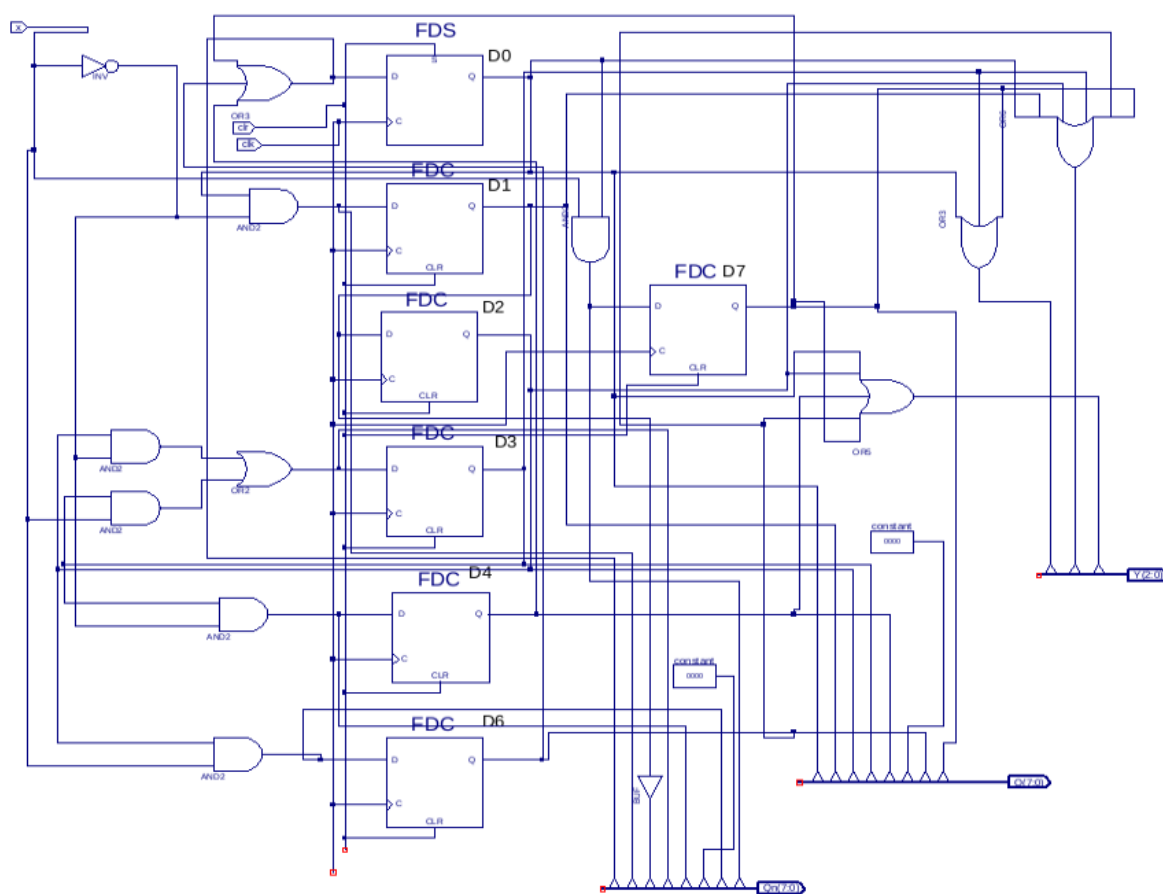 x
FDS
D0
INV
D
Q
S
OR3
clr
clk
C
OR5
FDC
D1
D
Q
AND2
C
CLR
OR3
FDC D7
FDC
D2
D
Q
D
Q
C
C
CLR
CLR
FDC
D3
AND2
D
Q
OR5
OR2
AND2
C
constant
0000
CLR
FDC
D4
Y(2:0)
D
Q
AND2
C
constant
0000
CLR
FDC
D6
D
Q
AND2
O(7:0)
BUF
C
CLR
Qn(7:0)